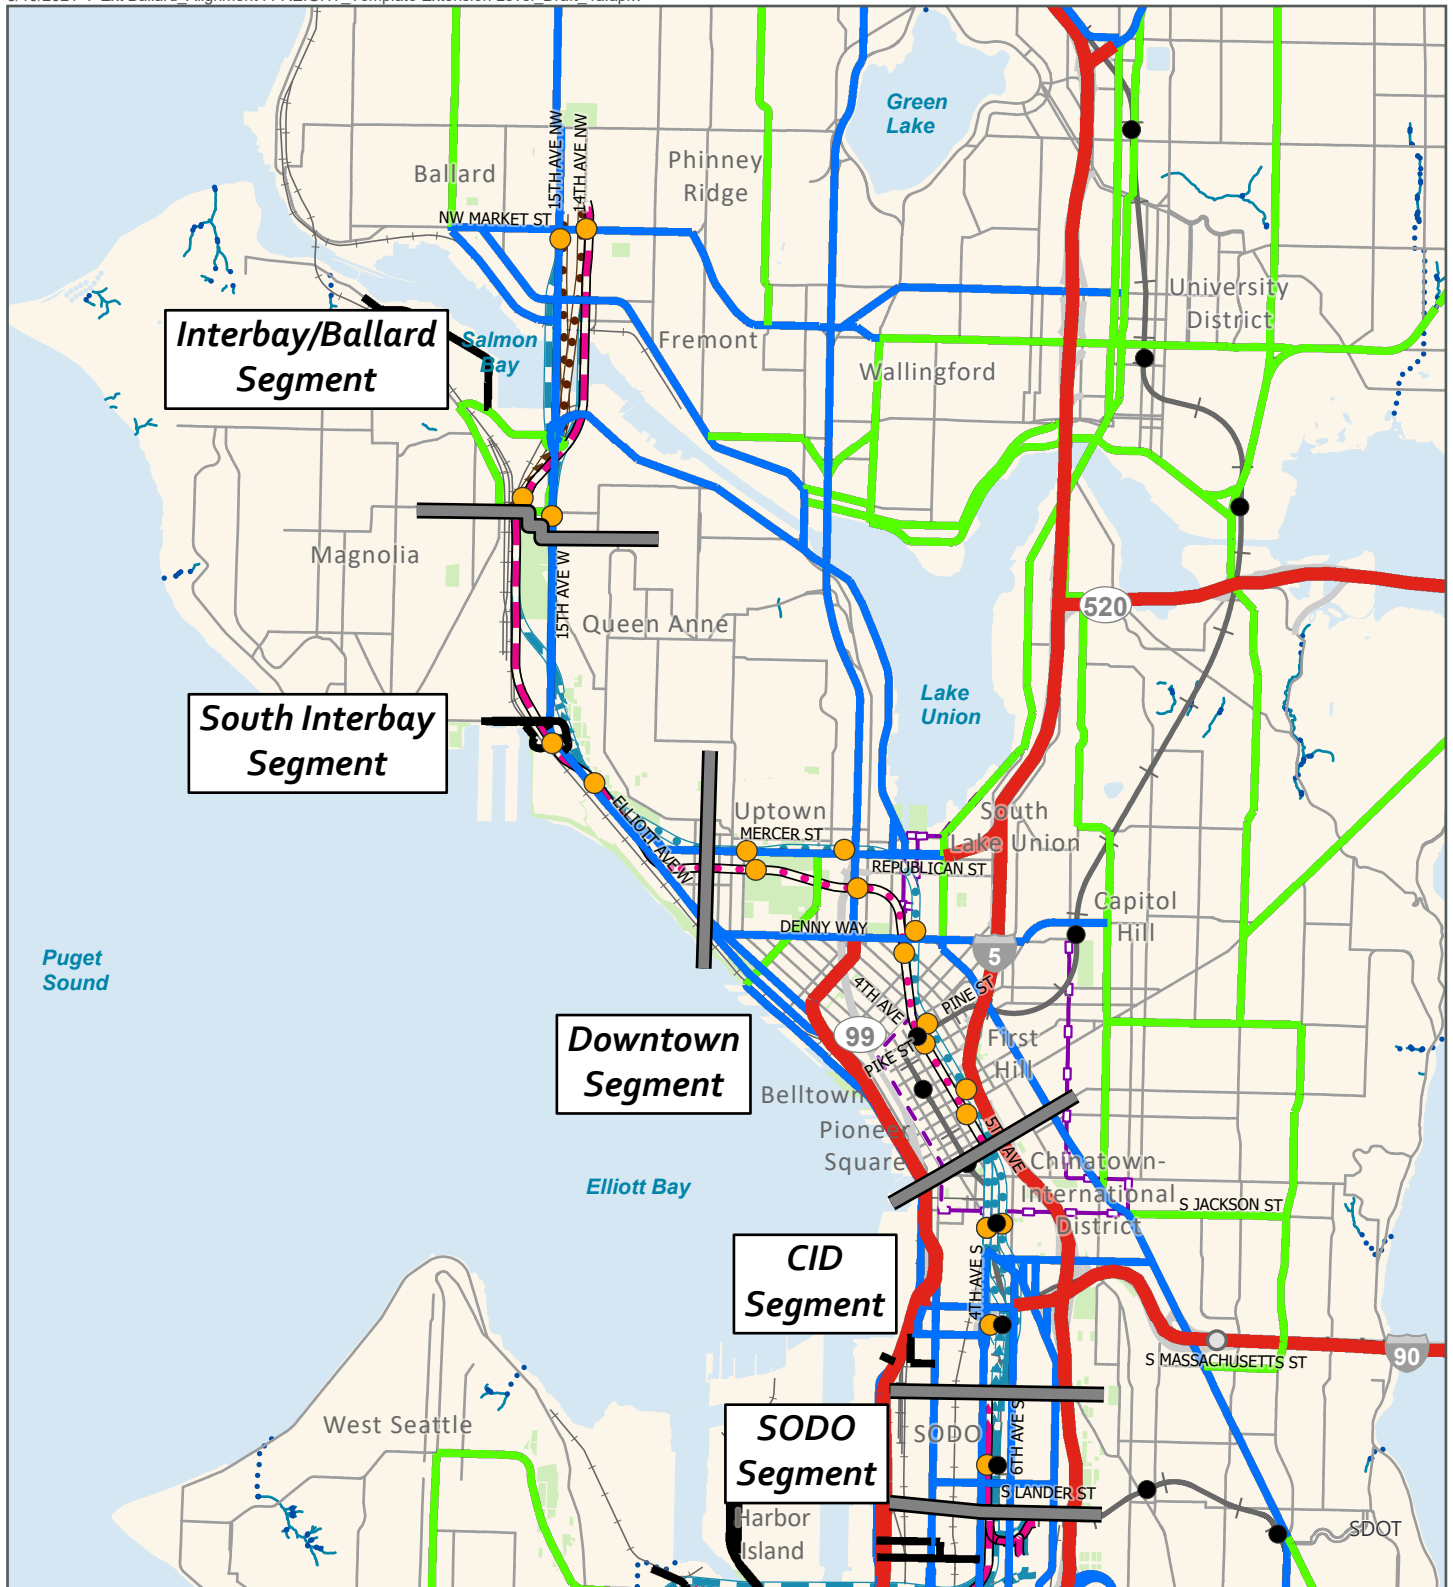 Green
Lake
15TH AVE NW
14TH AVE NW
Ballard
Phinney
Ridge
NW MARKET ST
University
District
Interbay/Ballard
Segment
Salmon
Bay
Fremont
Wallingford
Magnolia
15TH AVE W
520
Queen Anne
South Interbay
Segment
Lake
Union
ELLIOTT AVE W
Uptown
MERCER ST
South
Lake Union
REPUBLICAN ST
Capitol
Hill
DENNY WAY
5
Puget
Sound
4TH AVE
PINE ST
99
PIKE ST
First
Hill
Downtown
Segment
Belltown
Pioneer
Square
5TH AVE
Chinatown-
International
District
Elliott Bay
S JACKSON ST
CID
Segment
4TH AVE S
S MASSACHUSETTS ST
90
West Seattle
SODO
Segment
SODO
6TH AVE S
S LANDER ST
Harbor
Island
SDOT